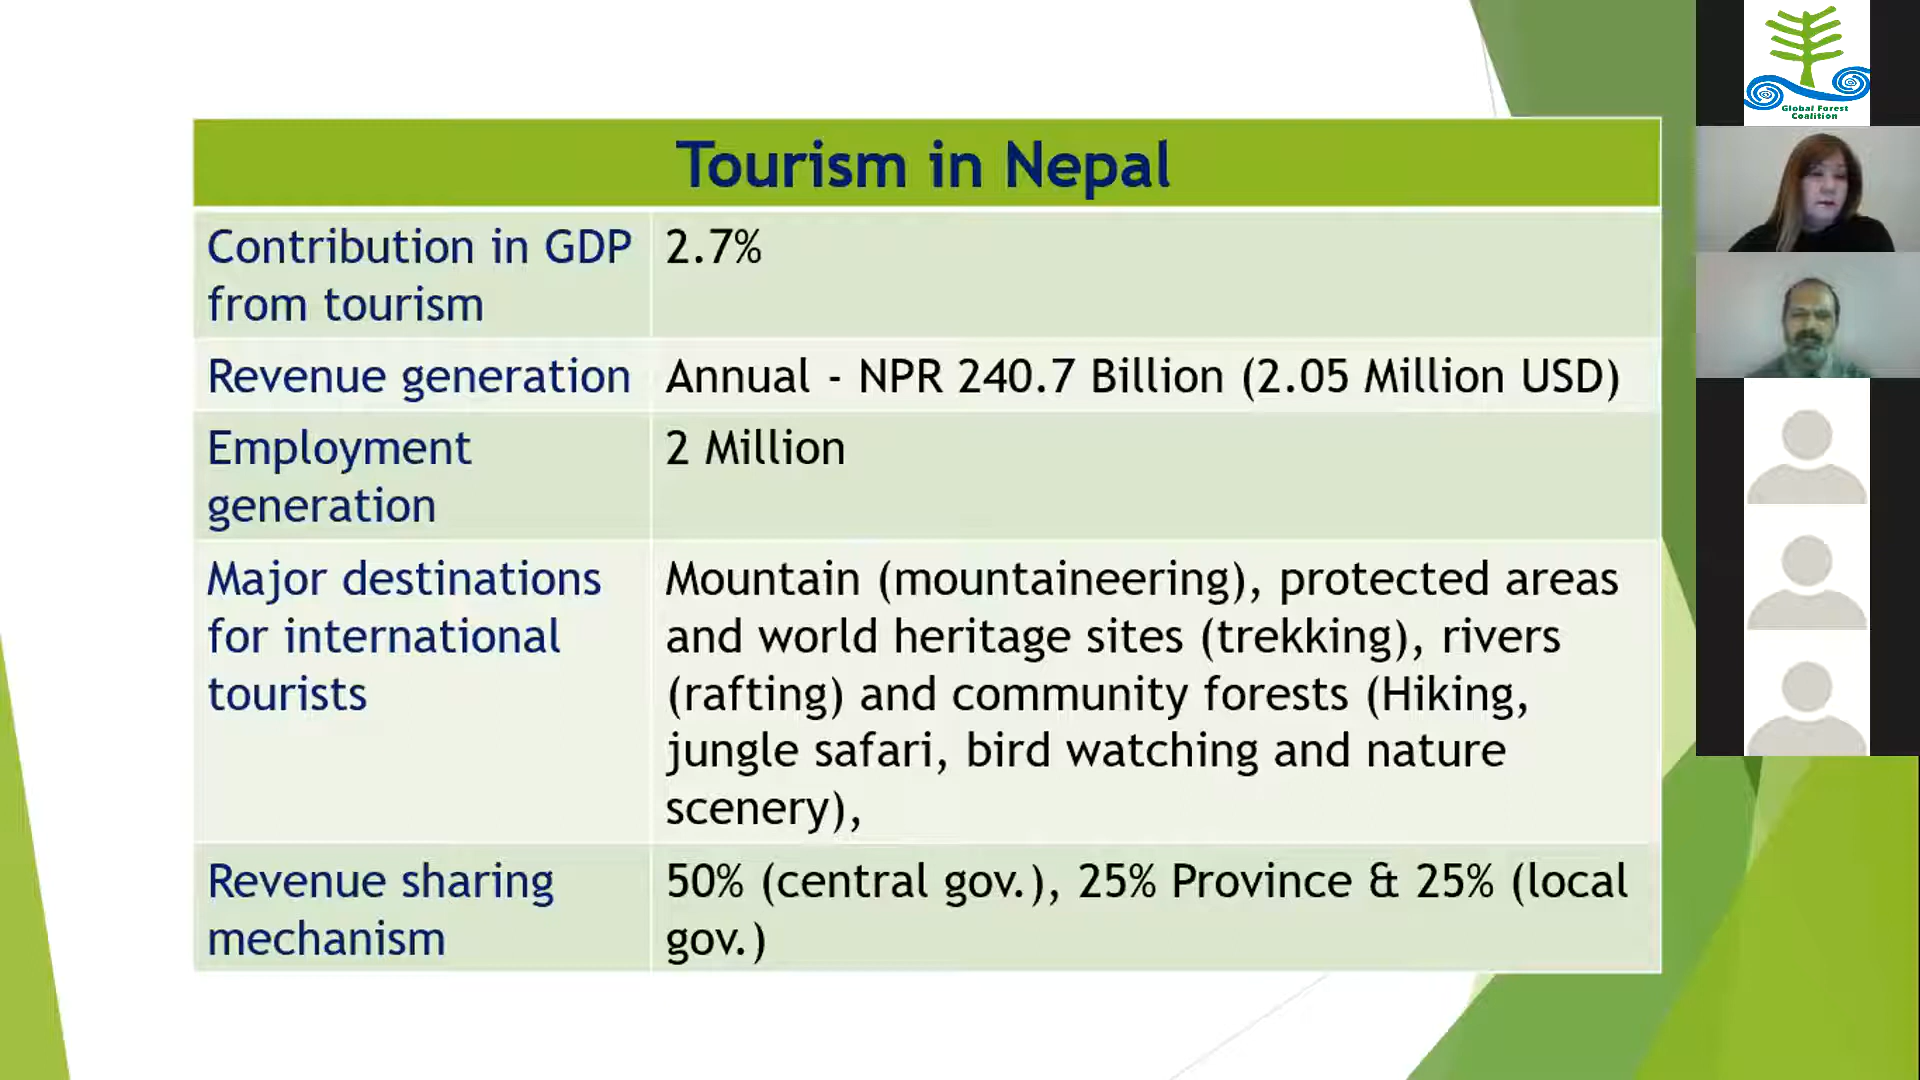 Tourism in Nepal
Contribution in GDP
from tourism
2.7%
Revenue generation
Annual - NPR 240.7 Billion (2.05 Million USD)
Employment
generation
2 Million
Major destinations
for international
tourists
Mountain (mountaineering), protected areas
and world heritage sites (trekking), rivers
(rafting) and community forests (Hiking,
jungle safari, bird watching and nature
scenery),
Revenue sharing
mechanism
50% (central gov.), 25% Province & 25% (local
gov.)
Global Forest
Coalition